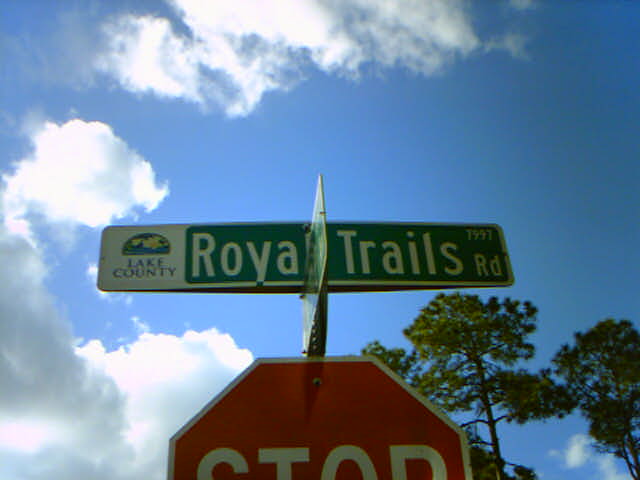 LAKE
COUNTY
Royal Trails Rd
7997
STOP